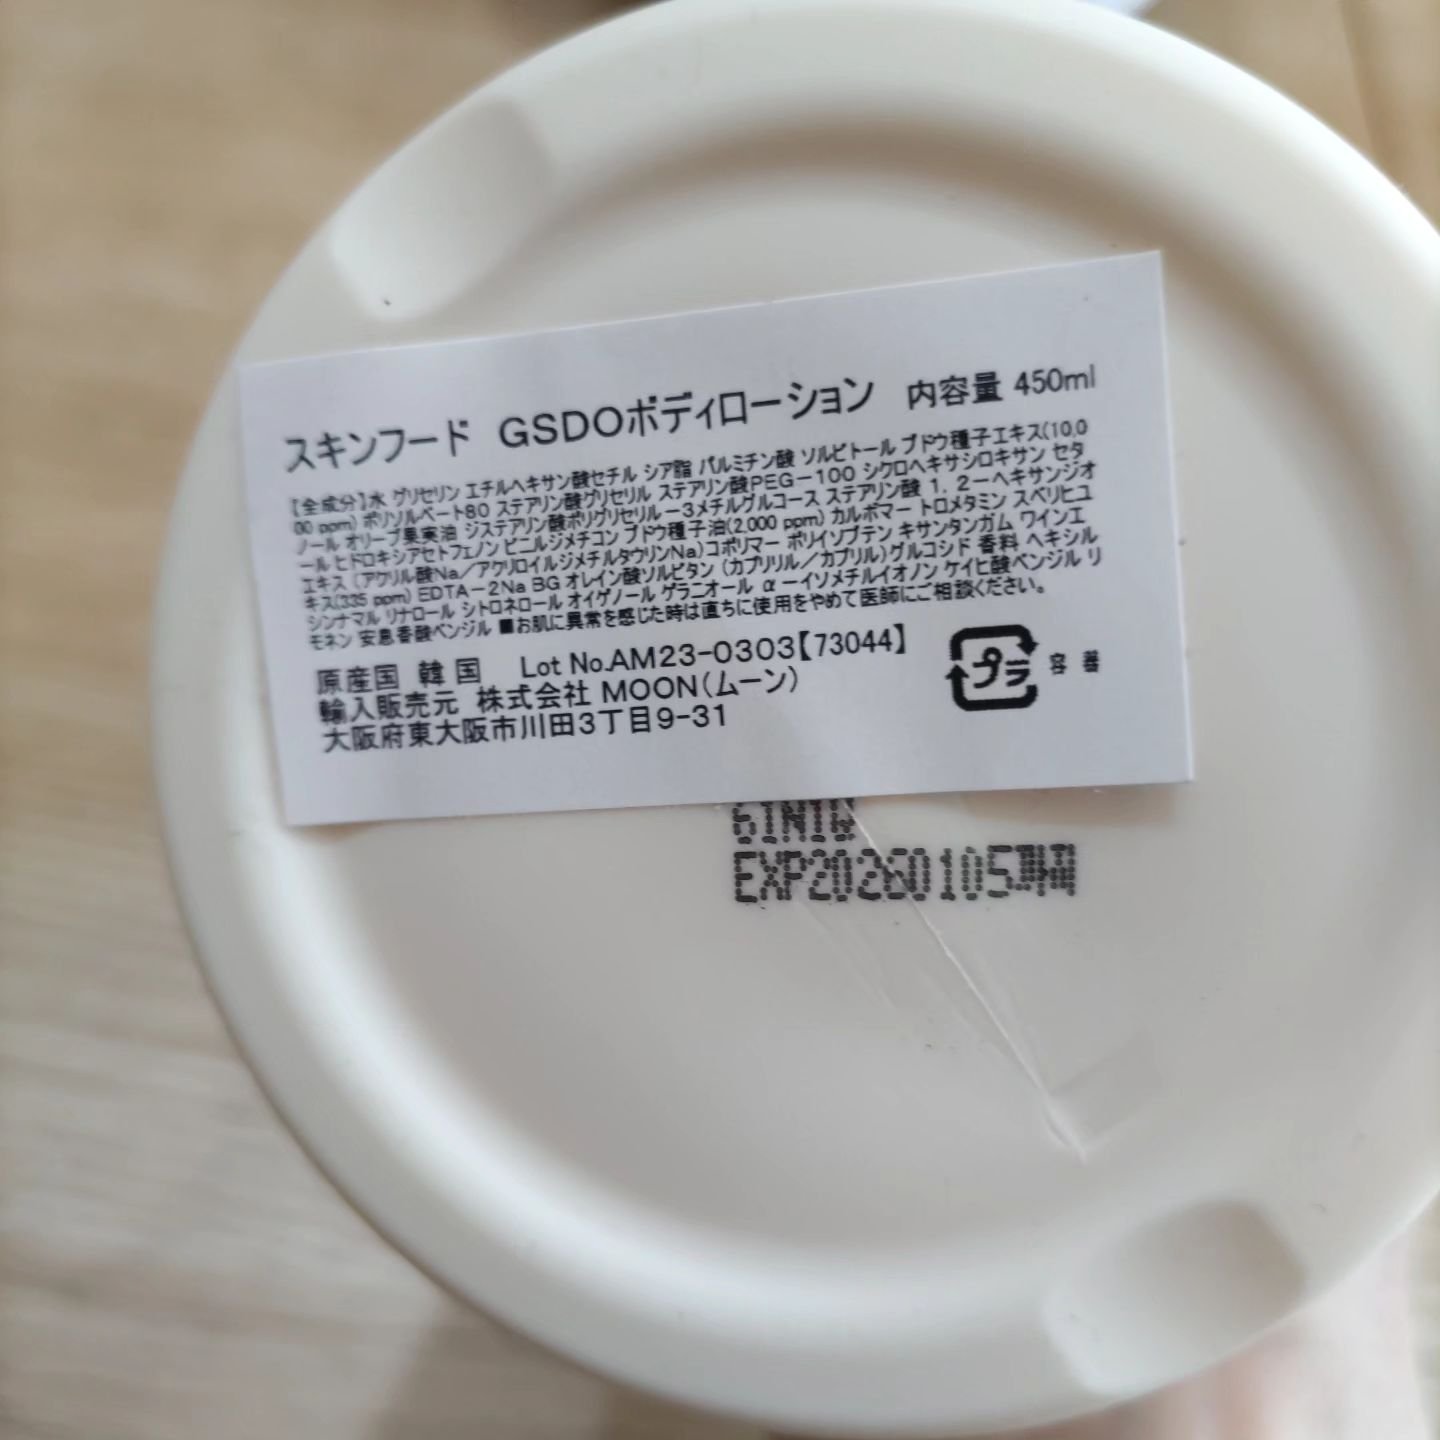 スキンフード GSDOボディローション 内容量 450ml
【全成分】水 グリセリン エチルヘキサン酸セチル シア脂 パルミチン酸 ソルビトール ブドウ種子エキス(10,0
00 ppm) ポリソルベート80 ステアリン酸グリセリル ステアリン酸PEG-100 シクロヘキサシロキサン セタ
ノール オリーブ果実油 ジステアリン酸ポリグリセリル-3メチルグルコース ステアリン酸 1, 2-ヘキサンジオ
ール ヒドロキシアセトフェノン ビニルジメチコン ブドウ種子油(2,000 ppm) カルボマー トロメタミン スベリヒユ
エキス (アクリル酸Na/アクリロイルジメチルタウリンNa)コポリマー ポリイソブテン キサンタンガム ワインエ
キス(335 ppm) EDTA-2Na BG オレイン酸ソルビタン (カプリリル/カプリル)グルコシド 香料 ヘキシル
シンナマル リナロール シトロネロール オイゲノール ゲラニオール α-イソメチルイオノン ケイヒ酸ベンジル リ
モネン 安息香酸ベンジル ■お肌に異常を感じた時は直ちに使用をやめて医師にご相談ください。
原産国 韓国 Lot No.AM23-0303【73044】
輸入販売元 株式会社 MOON(ムーン)
大阪府東大阪市川田3丁目9-31
プラ 容器
EXP20260105까지